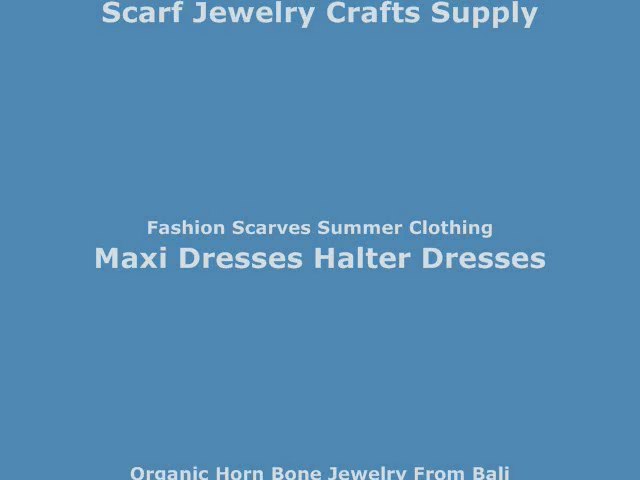 Scarf Jewelry Crafts Supply
Fashion Scarves Summer Clothing
Maxi Dresses Halter Dresses
Organic Horn Bone Jewelry From Bali